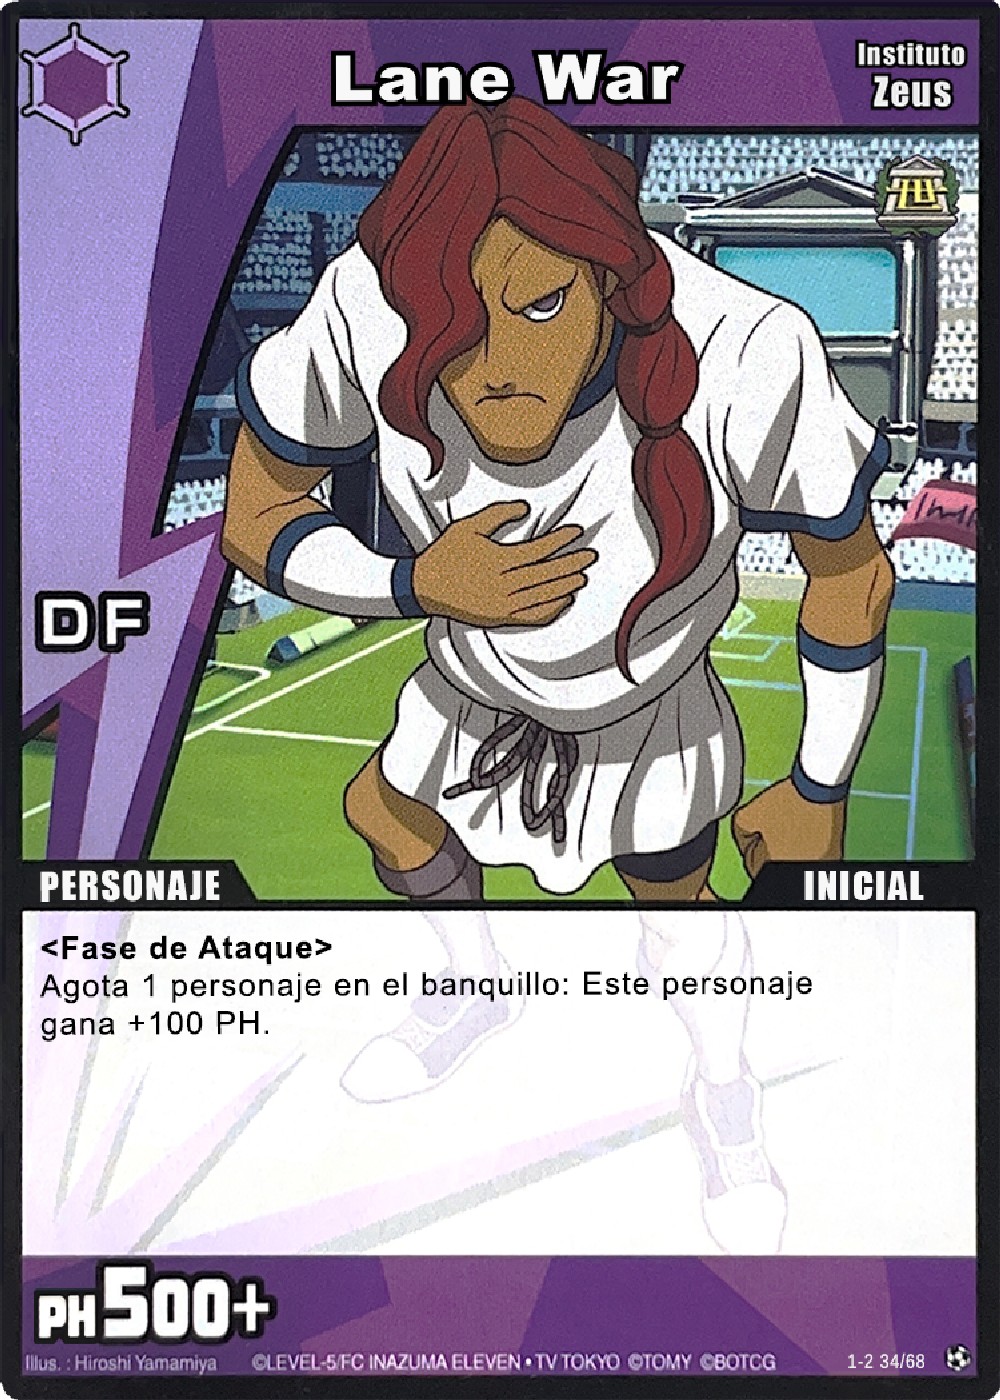 Lane War
Instituto
Zeus
DF
PERSONAJE
INICIAL
<Fase de Ataque>
Agota 1 personaje en el banquillo: Este personaje
gana +100 PH.
PH500+
Illus. : Hiroshi Yamamiya
©LEVEL-5/FC INAZUMA ELEVEN • TV TOKYO ©TOMY ©BOTCG
1-2 34/68